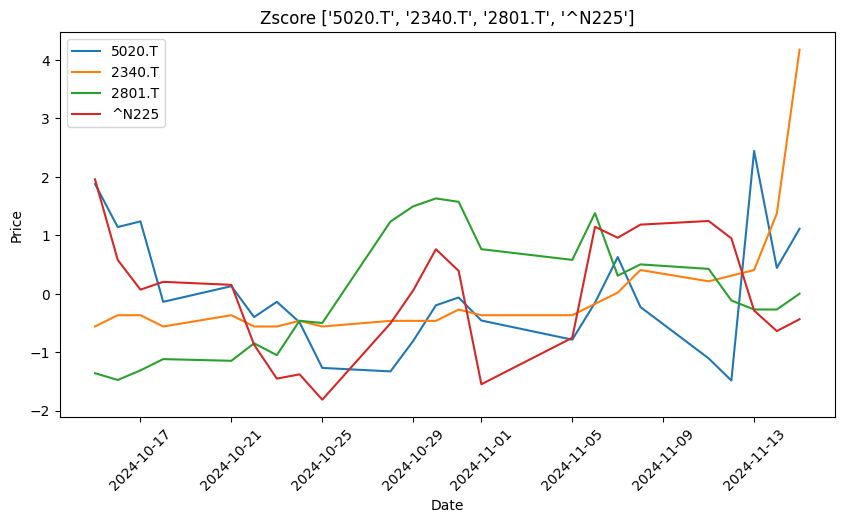 Zscore ['5020.T', '2340.T', '2801.T', '^N225']
5020.T
2340.T
2801.T
^N225
Price
4
3
2
1
0
−1
−2
2024-10-17
2024-10-21
2024-10-25
2024-10-29
2024-11-01
2024-11-05
2024-11-09
2024-11-13
Date